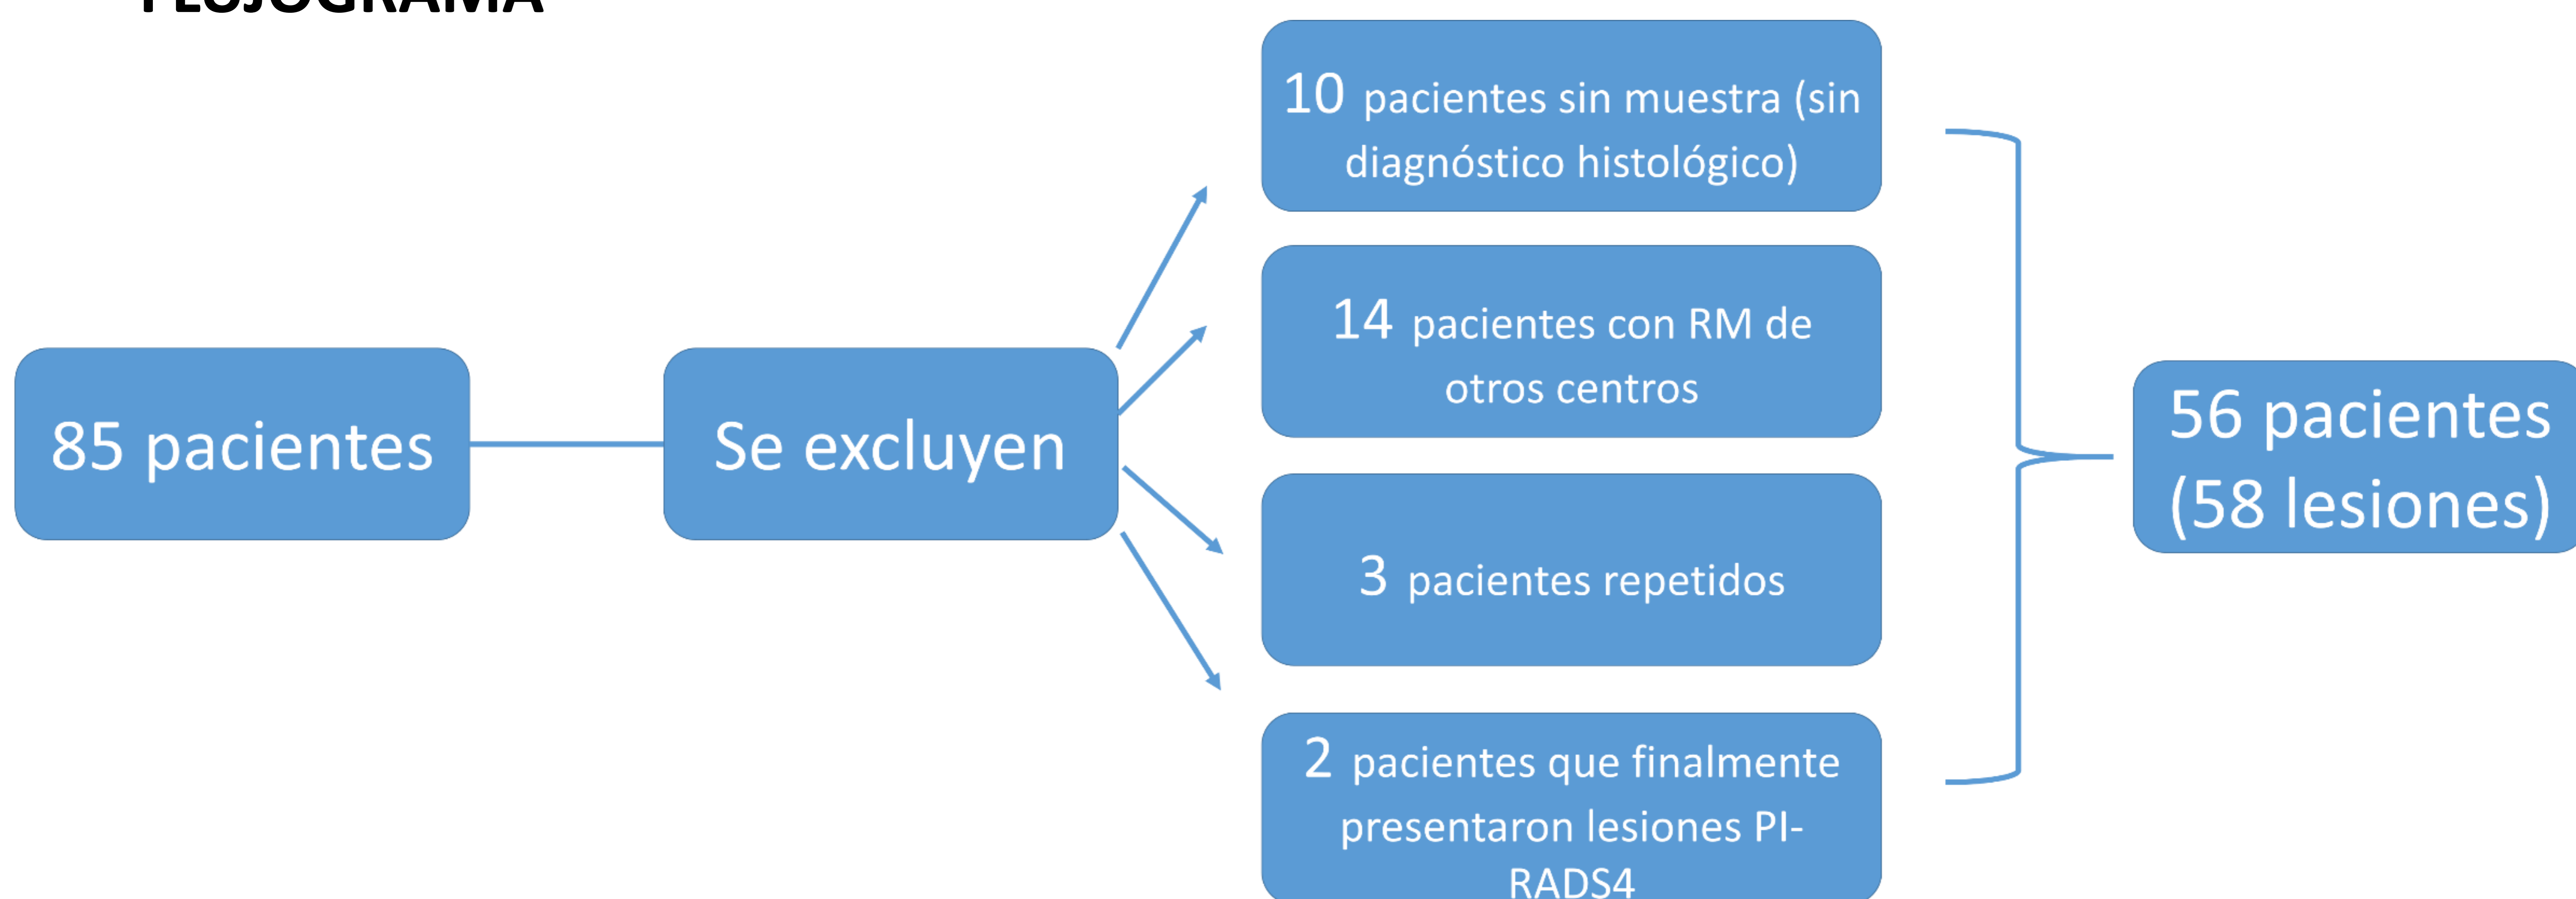 FLUJOGRAMA
85 pacientes
Se excluyen
10 pacientes sin muestra (sin
diagnóstico histológico)
14 pacientes con RM de
otros centros
3 pacientes repetidos
2 pacientes que finalmente
presentaron lesiones PI-
RADS4
56 pacientes
(58 lesiones)